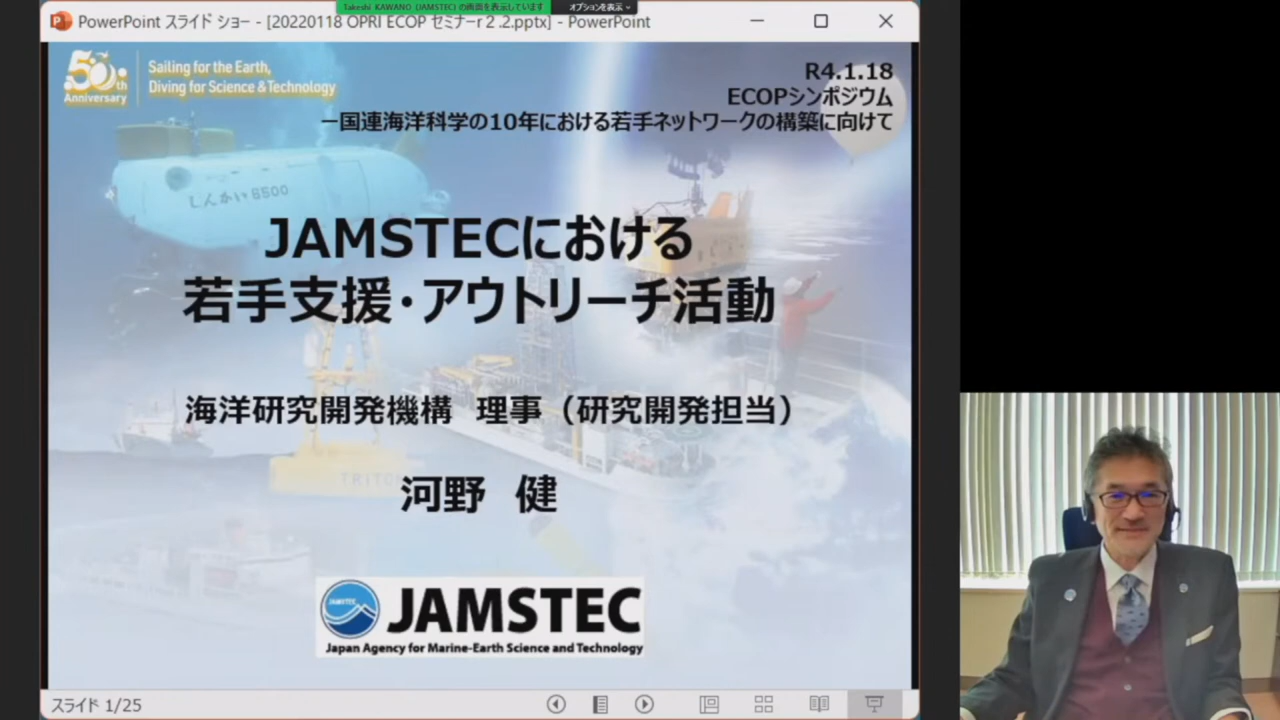 Takeshi KAWANO (JAMSTEC) の画面を表示しています
オプションを表示
PowerPoint スライド ショー - [20220118 OPRI ECOP セミナーr２.2.pptx] - PowerPoint
50th
Anniversary
Sailing for the Earth,
Diving for Science & Technology
R4.1.18
ECOPシンポジウム
ー国連海洋科学の10年における若手ネットワークの構築に向けて
しんかい6500
JAMSTECにおける
若手支援・アウトリーチ活動
海洋研究開発機構 理事（研究開発担当）
TRITON
河野 健
JAMSTEC
JAMSTEC
Japan Agency for Marine-Earth Science and Technology
スライド 1/25